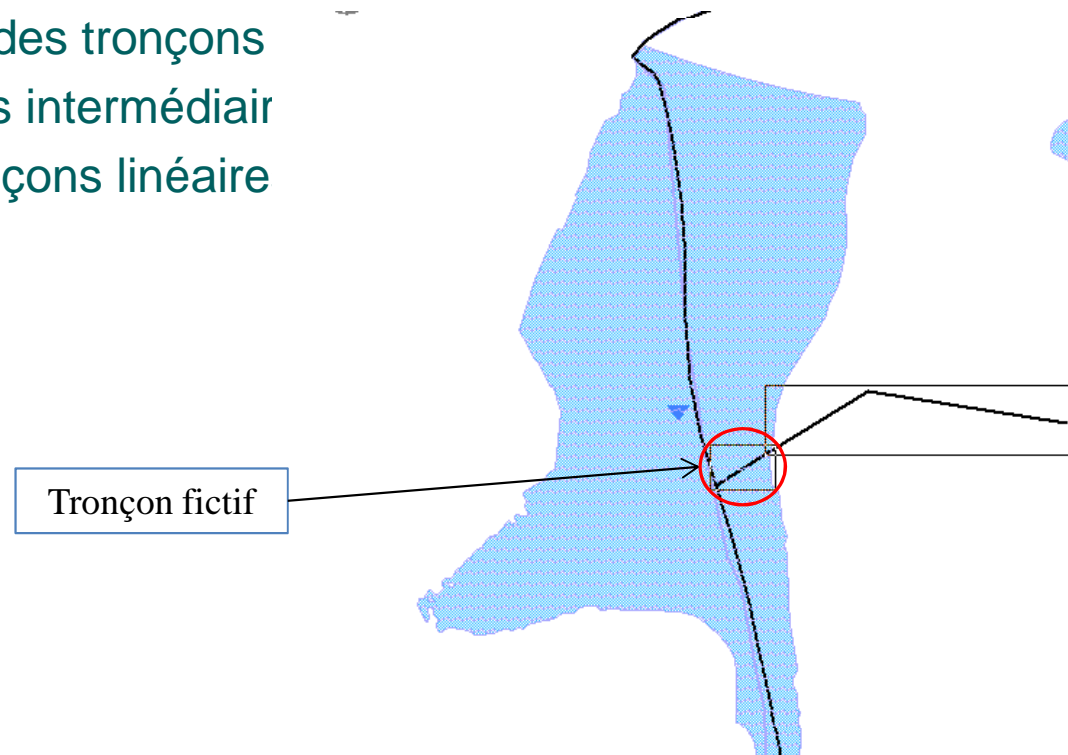 des tronçons
s intermédiair
çons linéaire
Tronçon fictif